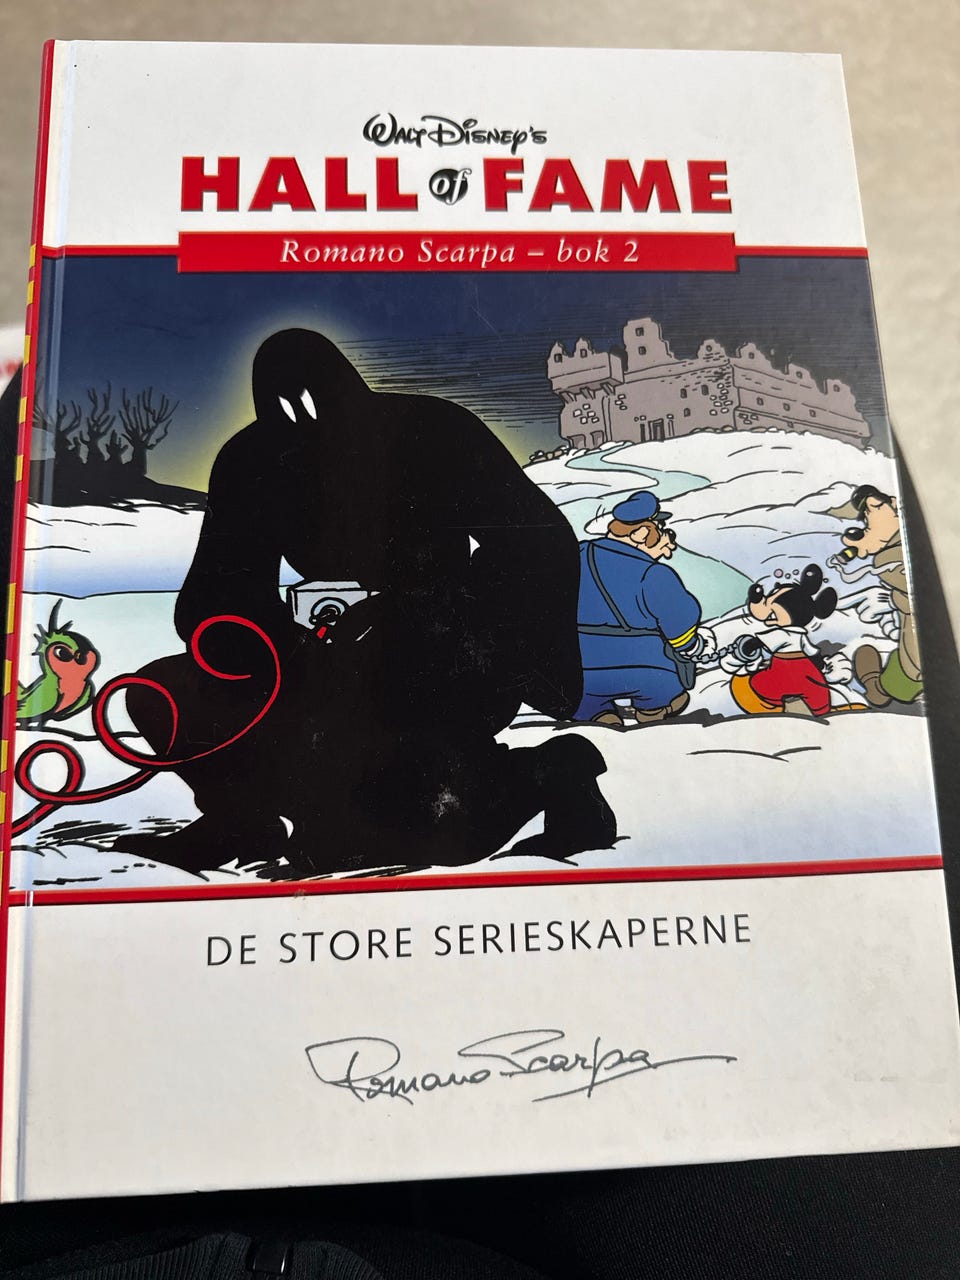 WALT DISNEY'S
HALL of FAME
Romano Scarpa – bok 2
DE STORE SERIESKAPERNE
Romano Scarpa